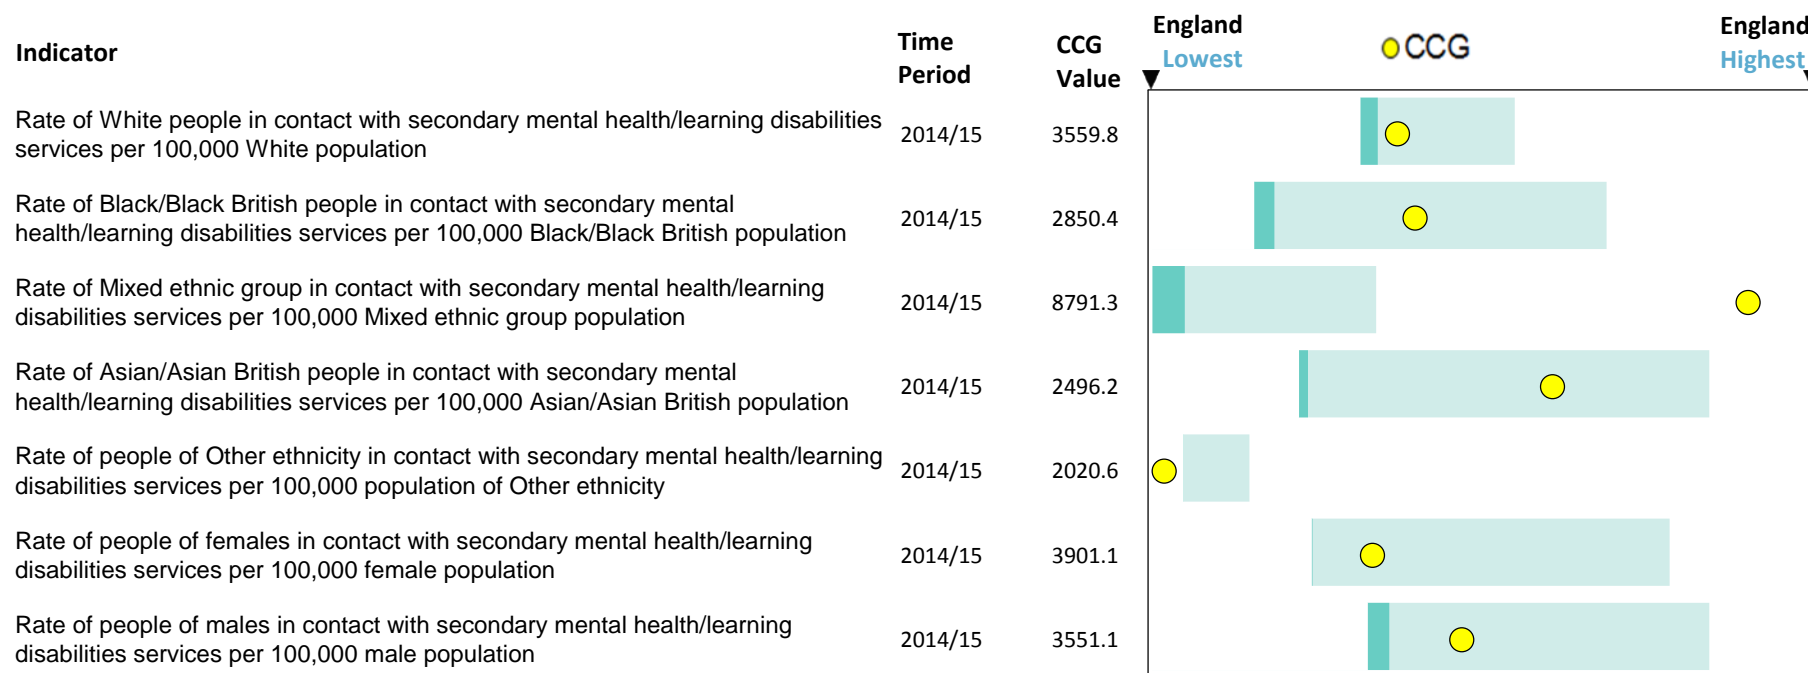 Indicator
Time
Period
CCG
Value
England
Lowest
CCG
England
Highest
Rate of White people in contact with secondary mental health/learning disabilities
services per 100,000 White population
2014/15
3559.8
Rate of Black/Black British people in contact with secondary mental
health/learning disabilities services per 100,000 Black/Black British population
2014/15
2850.4
Rate of Mixed ethnic group in contact with secondary mental health/learning
disabilities services per 100,000 Mixed ethnic group population
2014/15
8791.3
Rate of Asian/Asian British people in contact with secondary mental
health/learning disabilities services per 100,000 Asian/Asian British population
2014/15
2496.2
Rate of people of Other ethnicity in contact with secondary mental health/learning
disabilities services per 100,000 population of Other ethnicity
2014/15
2020.6
Rate of people of females in contact with secondary mental health/learning
disabilities services per 100,000 female population
2014/15
3901.1
Rate of people of males in contact with secondary mental health/learning
disabilities services per 100,000 male population
2014/15
3551.1